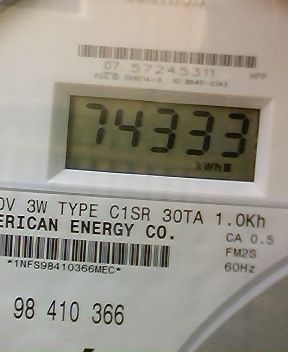 07 57245311
74333
kWh
0V 3W TYPE C1SR 30TA 1.0Kh
ERICAN ENERGY CO.
CA 0.5
FM2S
60Hz
*1NFS98410366MEC*
98 410 366